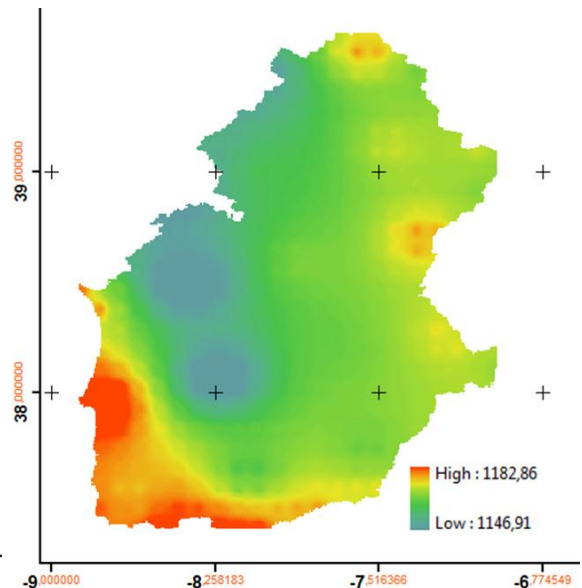 39,000000
38,000000
High : 1182,86
Low : 1146,91
-9,000000 -8,258183 -7,516366 -6,774549